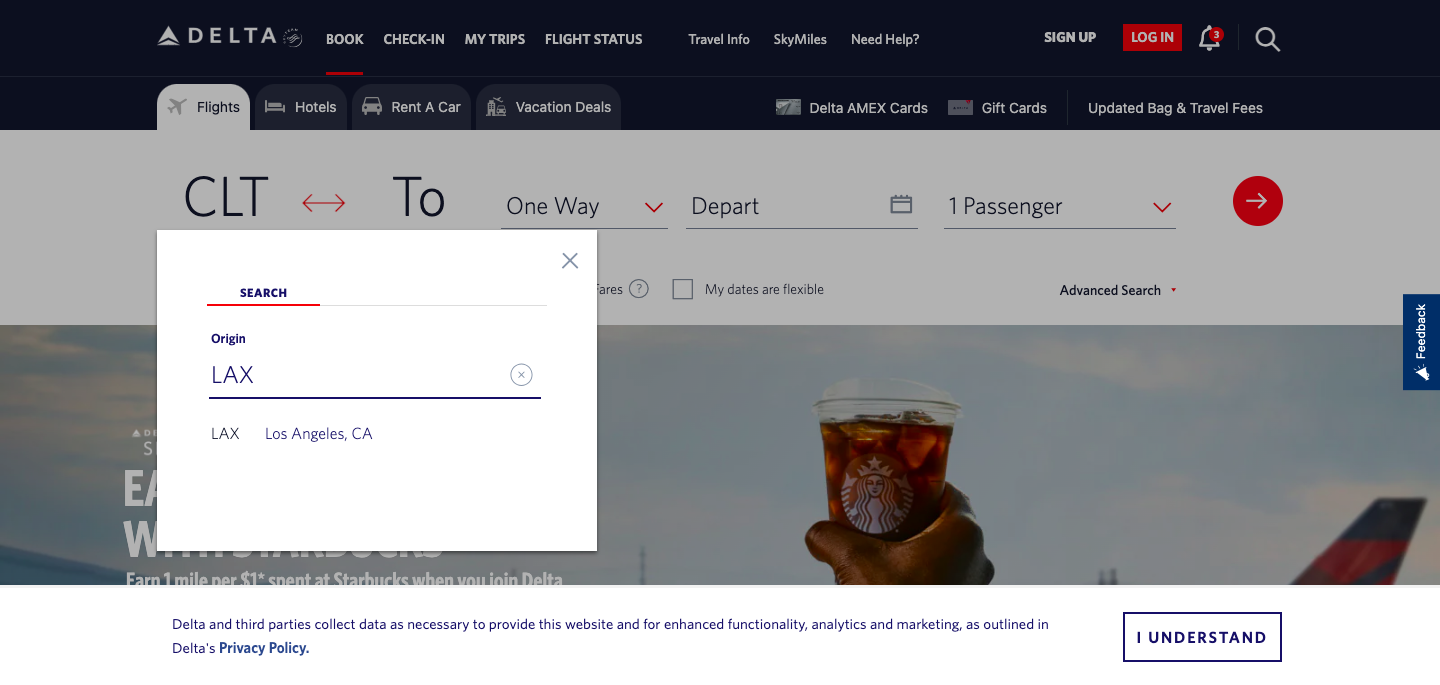 DELTA
BOOK
CHECK-IN
MY TRIPS
FLIGHT STATUS
Travel Info
SkyMiles
Need Help?
SIGN UP
LOG IN
3
Flights
Hotels
Rent A Car
Vacation Deals
Delta AMEX Cards
Gift Cards
Updated Bag & Travel Fees
CLT
To
One Way
Depart
1 Passenger
?
My dates are flexible
Advanced Search
SEARCH
Origin
LAX
LAX Los Angeles, CA
Feedback
Earn 1 mile per $1* spent at Starbucks when you join Delta
Delta and third parties collect data as necessary to provide this website and for enhanced functionality, analytics and marketing, as outlined in
Delta's Privacy Policy.
I UNDERSTAND